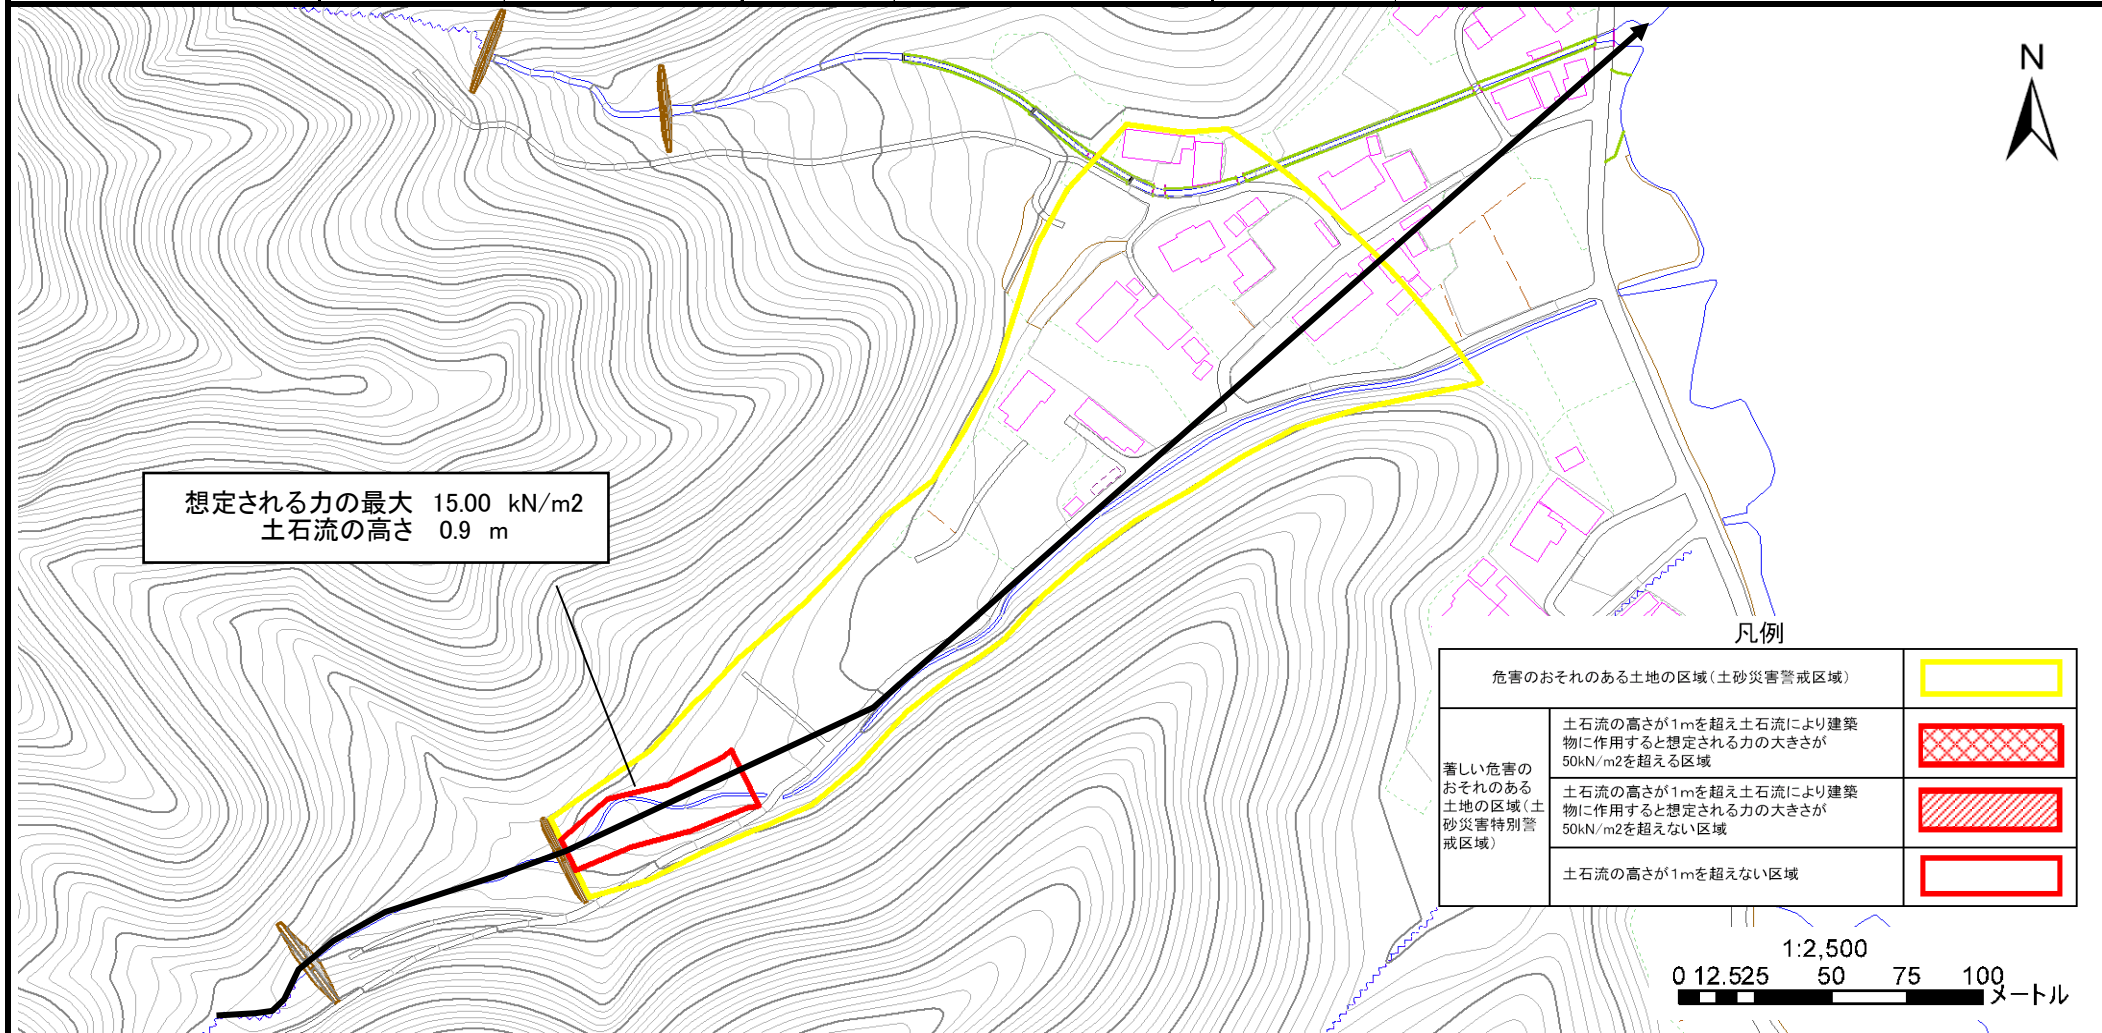 N
想定される力の最大 15.00 kN/m2
土石流の高さ 0.9 m
凡例
危害のおそれのある土地の区域(土砂災害警戒区域)
著しい危害の
おそれのある
土地の区域(土
砂災害特別警
戒区域)
土石流の高さが1mを超え土石流により建築
物に作用すると想定される力の大きさが
50kN/m2を超える区域
土石流の高さが1mを超え土石流により建築
物に作用すると想定される力の大きさが
50kN/m2を超えない区域
土石流の高さが1mを超えない区域
1:2,500
0 12.525 50 75 100
メートル